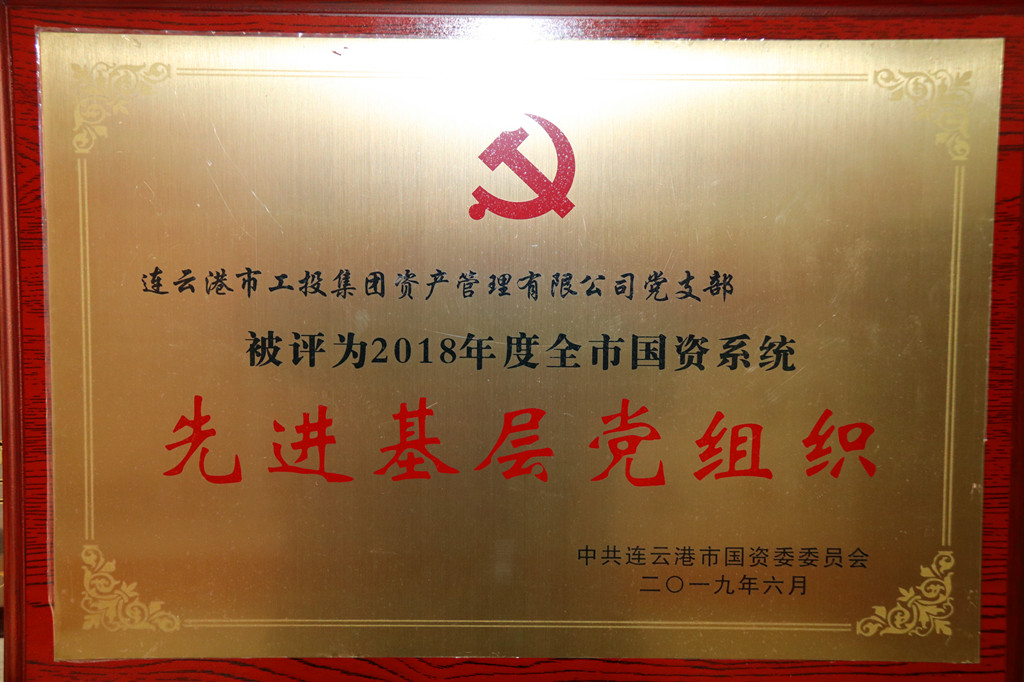 连云港市工投集团资产管理有限公司党支部
被评为2018年度全市国资系统
先进基层党组织
中共连云港市国资委委员会
二〇一九年六月